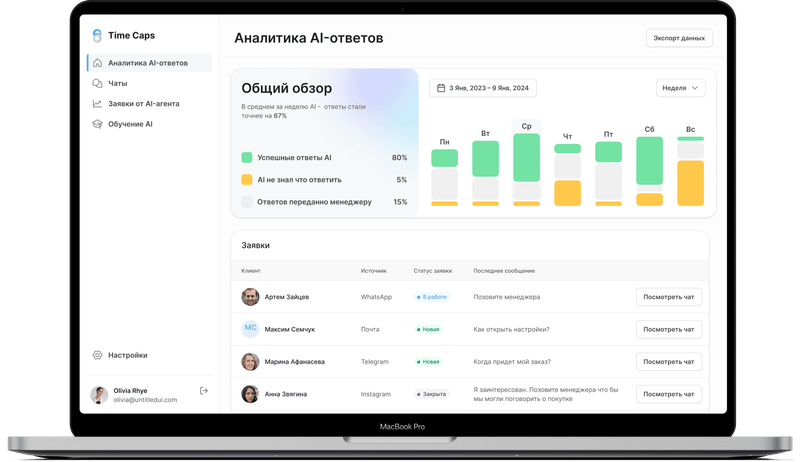 Time Caps
Аналитика AI-ответов
Чаты
Заявки от AI-агента
Обучение AI
Настройки
Olivia Rhye
olivia@untitledui.com
Аналитика AI-ответов
Экспорт данных
Общий обзор
В среднем за неделю AI - ответы стали
точнее на 67%
Успешные ответы AI 80%
AI не знал что ответить 5%
Ответов переданно менеджеру 15%
3 Янв, 2023 – 9 Янв, 2024
Неделя
Пн Вт Ср Чт Пт Сб Вс
Заявки
Клиент Источник Статус заявки Последнее сообщение
Артем Зайцев WhatsApp В работе Позовите менеджера Посмотреть чат
МС Максим Семчук Почта Новая Как открыть настройки? Посмотреть чат
Марина Афанасева Telegram Новая Когда придет мой заказ? Посмотреть чат
Анна Звягина Instagram Закрыта Я заинтересован. Позовите менеджера что бы
мы могли поговорить о покупке Посмотреть чат
MacBook Pro